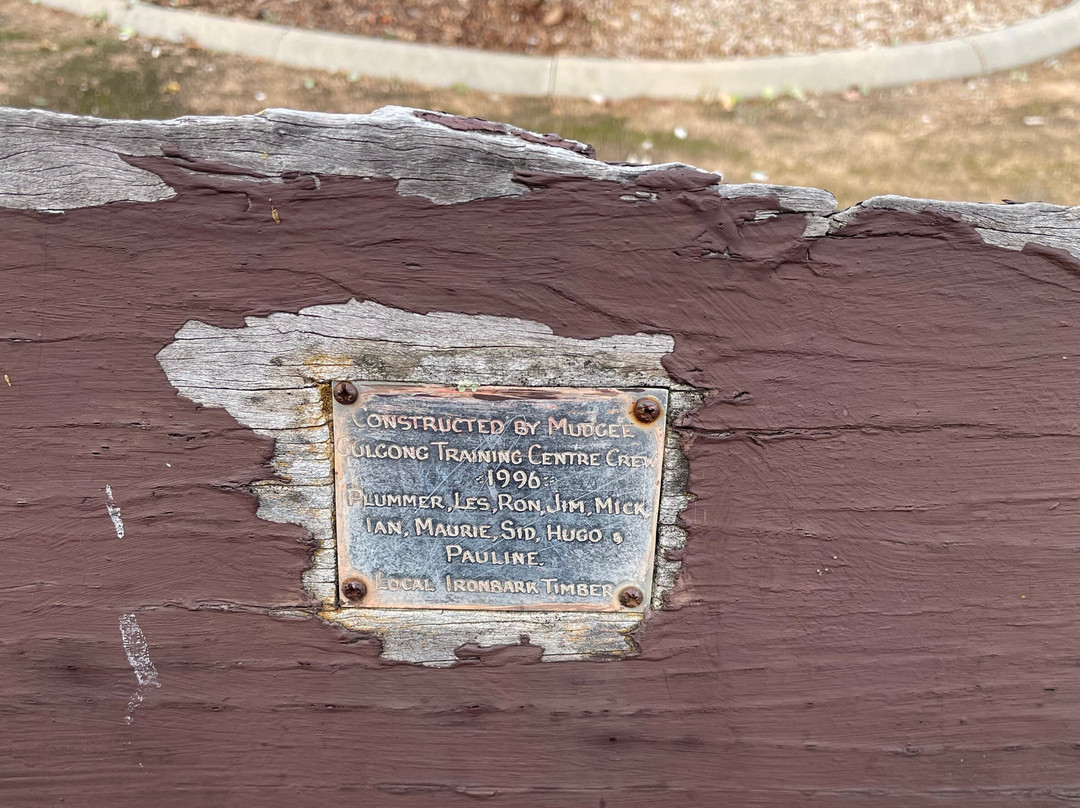 CONSTRUCTED BY MUDGEE
GULGONG TRAINING CENTRE CREW
1996
PLUMMER, LES, RON, JIM, MICK
IAN, MAURIE, SID, HUGO &
PAULINE.
LOCAL IRONBARK TIMBER